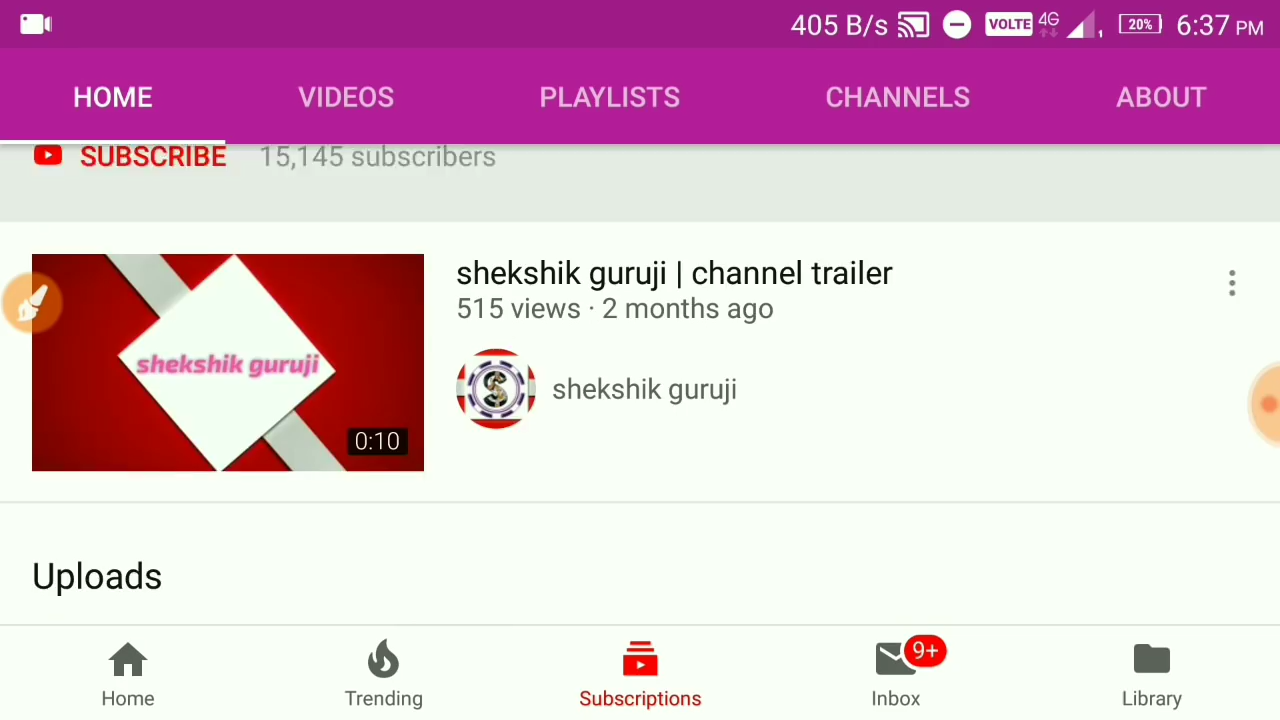 405 B/s VOLTE 4G 20% 6:37 PM
HOME VIDEOS PLAYLISTS CHANNELS ABOUT
SUBSCRIBE 15,145 subscribers
shekshik guruji | channel trailer
515 views · 2 months ago
shekshik guruji
0:10
S
shekshik guruji
Uploads
9+
Home Trending Subscriptions Inbox Library